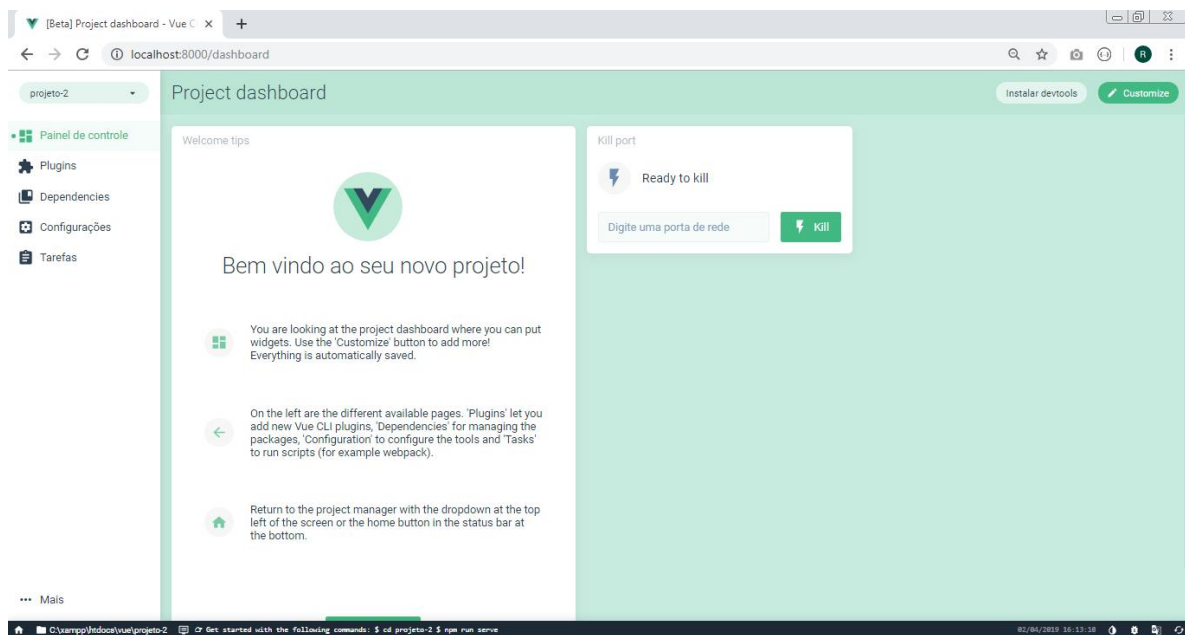 [Beta] Project dashboard - Vue C
localhost:8000/dashboard
R
projeto-2
Project dashboard
Instalar devtools
Customize
Painel de controle
Plugins
Dependencies
Configurações
Tarefas
Mais
Welcome tips
Bem vindo ao seu novo projeto!
You are looking at the project dashboard where you can put
widgets. Use the 'Customize' button to add more!
Everything is automatically saved.
On the left are the different available pages. 'Plugins' let you
add new Vue CLI plugins, 'Dependencies' for managing the
packages, 'Configuration' to configure the tools and 'Tasks'
to run scripts (for example webpack).
Return to the project manager with the dropdown at the top
left of the screen or the home button in the status bar at
the bottom.
Kill port
Ready to kill
Digite uma porta de rede
Kill
C:\xampp\htdocs\vue\projeto-2
Get started with the following commands: $ cd projeto-2 $ npm run serve
02/04/2019 16:13:10